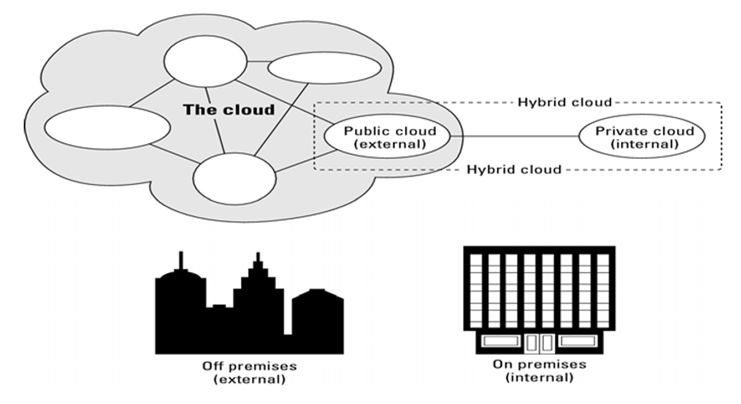 Hybrid cloud
The cloud
Public cloud
(external)
Private cloud
(internal)
Hybrid cloud
Off premises
(external)
On premises
(internal)